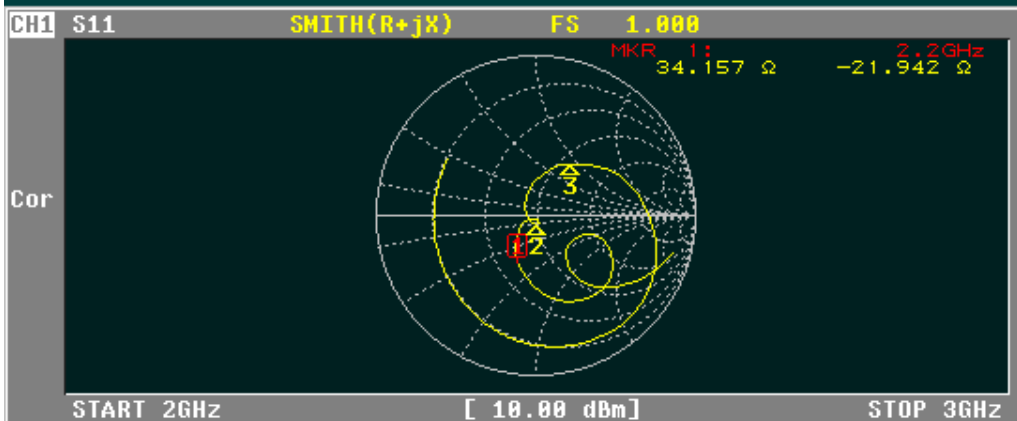 CH1 S11 SMITH(R+jX) FS 1.000
MKR 1: 2.2GHz
34.157 Ω -21.942 Ω
3
Cor
1 2
START 2GHz [ 10.00 dBm] STOP 3GHz